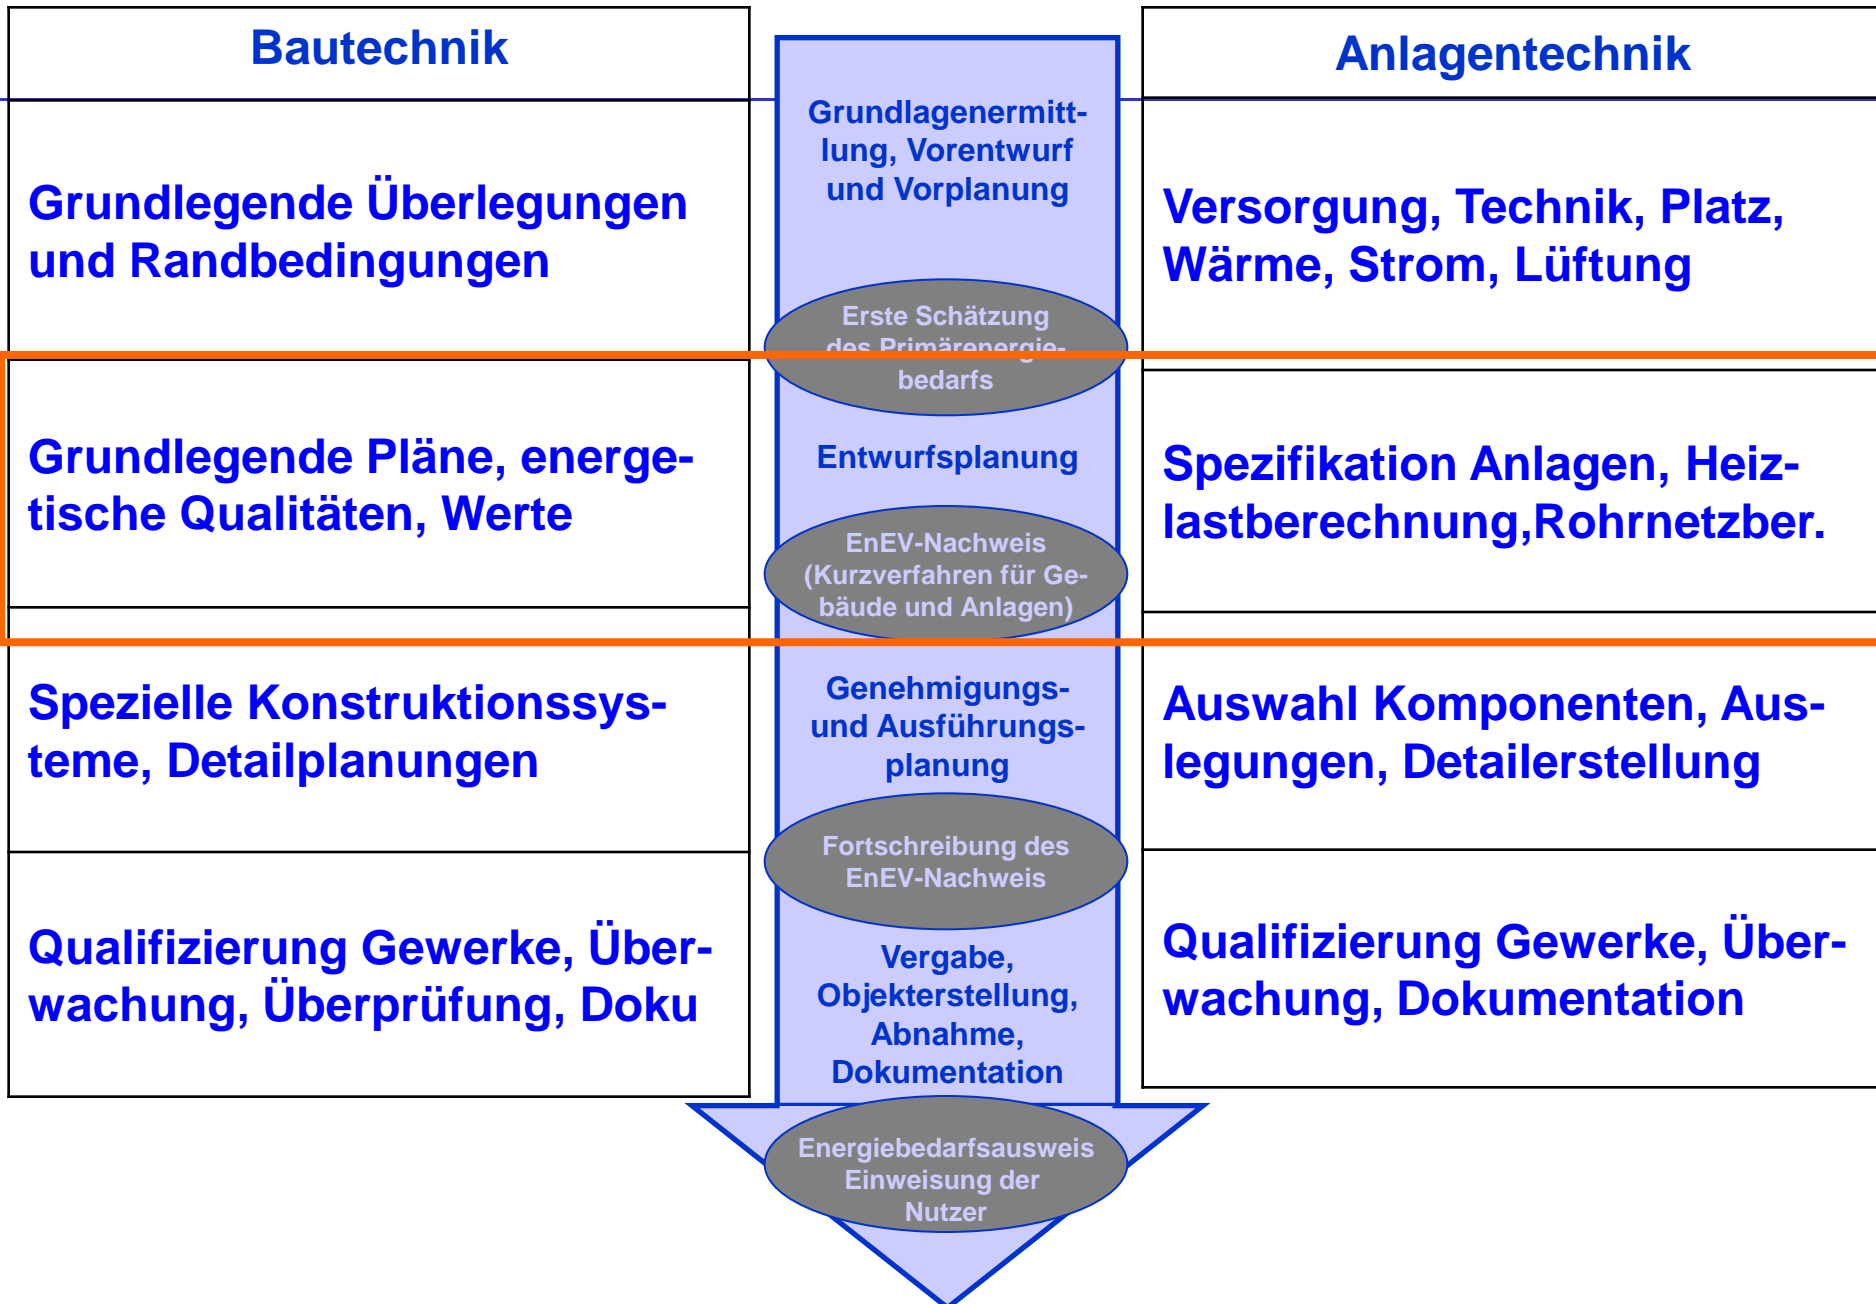 Bautechnik
Grundlegende Überlegungen
und Randbedingungen
Grundlegende Pläne, energe-
tische Qualitäten, Werte
Spezielle Konstruktionssys-
teme, Detailplanungen
Qualifizierung Gewerke, Über-
wachung, Überprüfung, Doku
Grundlagenermitt-
lung, Vorentwurf
und Vorplanung
Erste Schätzung
des Primärenergie-
bedarfs
Entwurfsplanung
EnEV-Nachweis
(Kurzverfahren für Ge-
bäude und Anlagen)
Genehmigungs-
und Ausführungs-
planung
Fortschreibung des
EnEV-Nachweis
Vergabe,
Objekterstellung,
Abnahme,
Dokumentation
Energiebedarfsausweis
Einweisung der
Nutzer
Anlagentechnik
Versorgung, Technik, Platz,
Wärme, Strom, Lüftung
Spezifikation Anlagen, Heiz-
lastberechnung,Rohrnetzber.
Auswahl Komponenten, Aus-
legungen, Detailerstellung
Qualifizierung Gewerke, Über-
wachung, Dokumentation